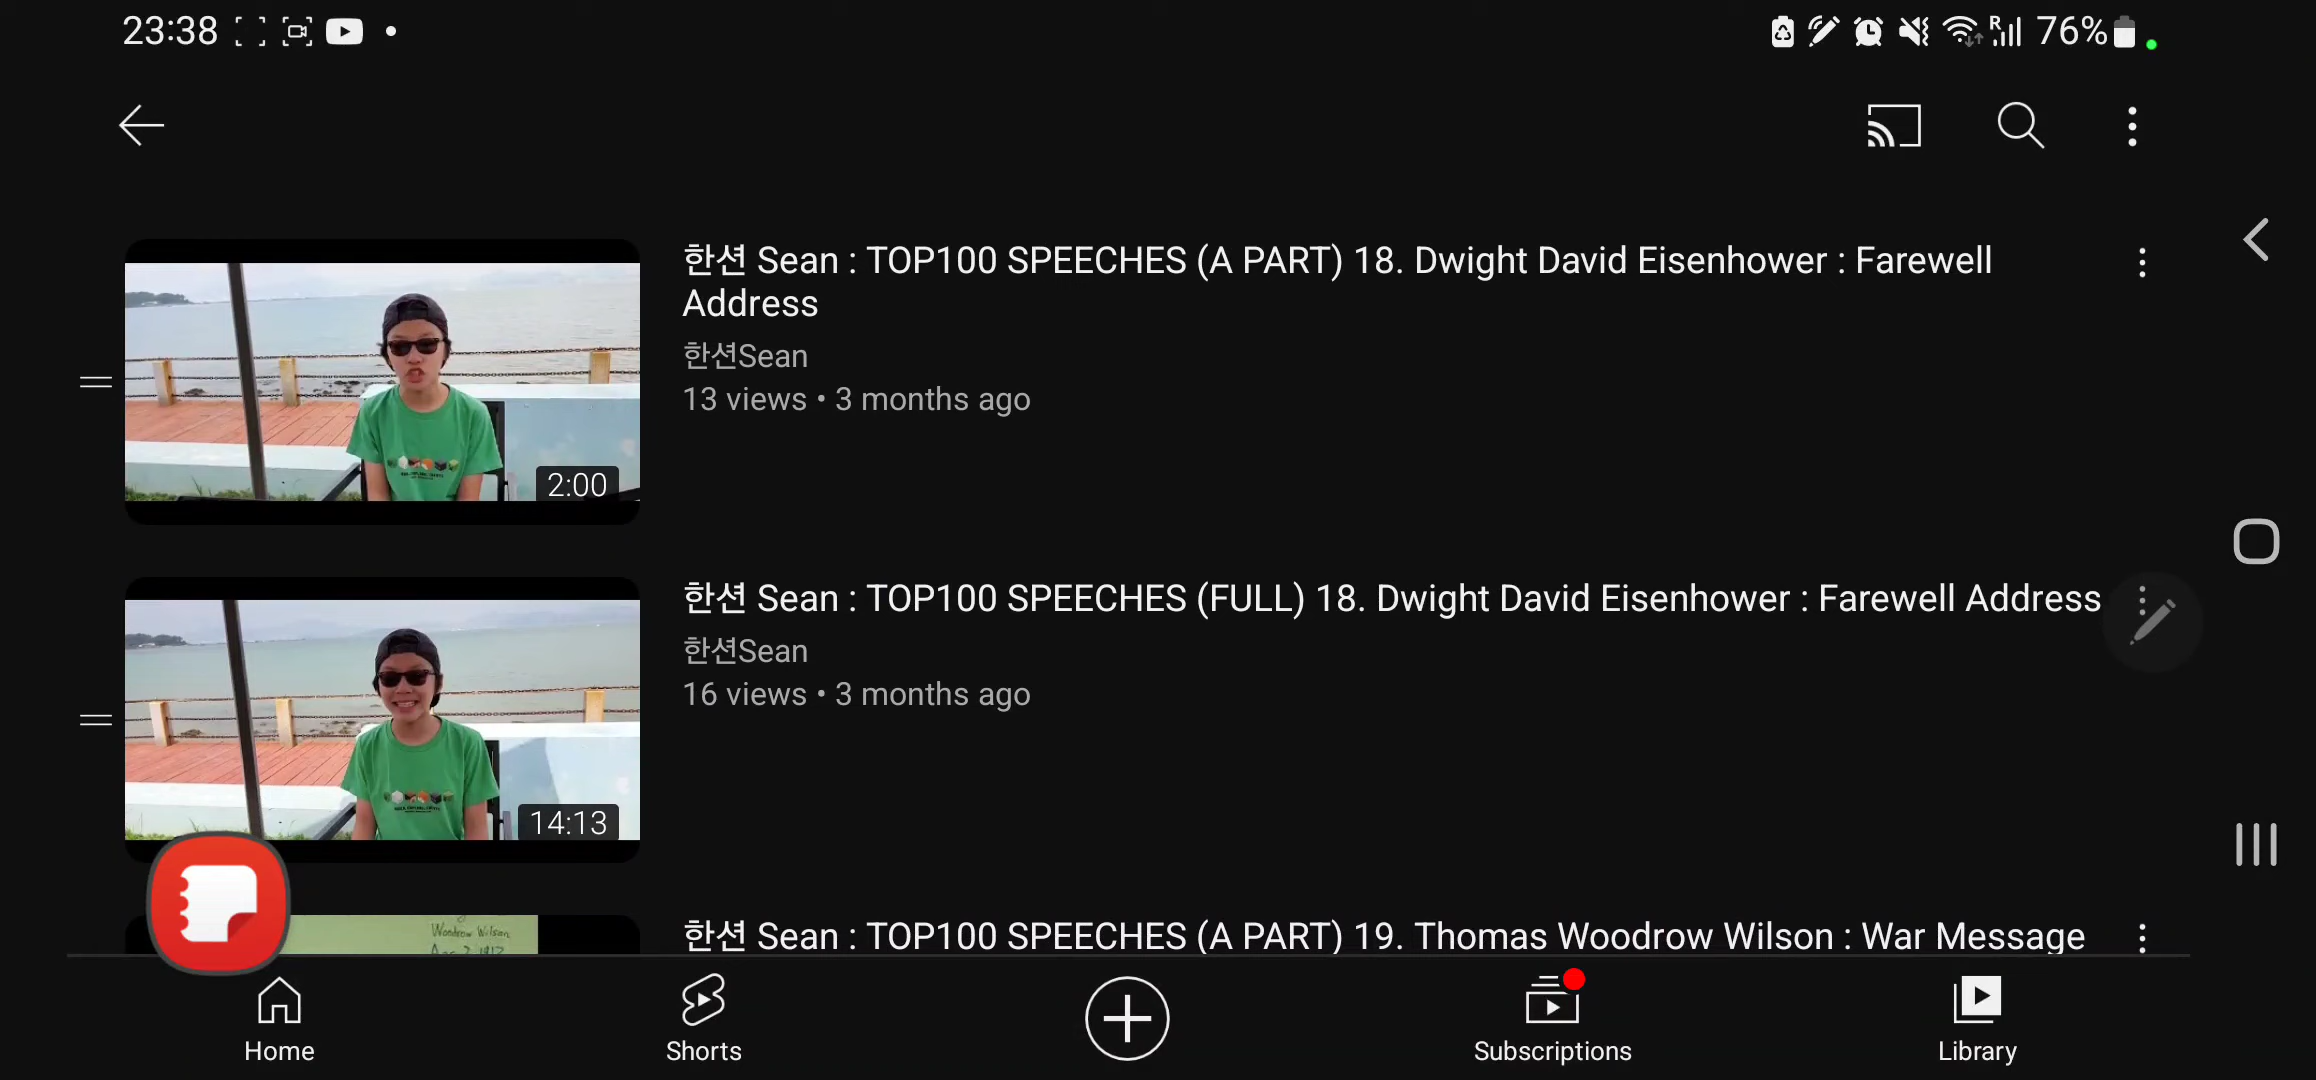 23:38
76%
한션 Sean : TOP100 SPEECHES (A PART) 18. Dwight David Eisenhower : Farewell
Address
한션Sean
13 views • 3 months ago
2:00
한션 Sean : TOP100 SPEECHES (FULL) 18. Dwight David Eisenhower : Farewell Address
한션Sean
16 views • 3 months ago
14:13
Woodrow Wilson
한션 Sean : TOP100 SPEECHES (A PART) 19. Thomas Woodrow Wilson : War Message
Home
Shorts
Subscriptions
Library